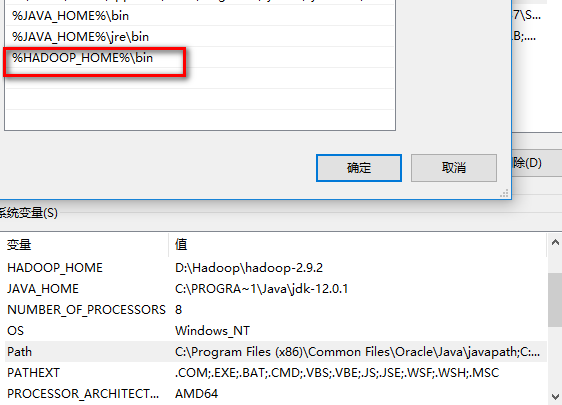 %JAVA_HOME%\bin
7\S...
%JAVA_HOME%\jre\bin
B;....
%HADOOP_HOME%\bin
确定
取消
除(D)
系统变量(S)
变量 值
HADOOP_HOME D:\Hadoop\hadoop-2.9.2
JAVA_HOME C:\PROGRA~1\Java\jdk-12.0.1
NUMBER_OF_PROCESSORS 8
OS Windows_NT
Path C:\Program Files (x86)\Common Files\Oracle\Java\javapath;C:...
PATHEXT .COM;.EXE;.BAT;.CMD;.VBS;.VBE;.JS;.JSE;.WSF;.WSH;.MSC
PROCESSOR_ARCHITECT... AMD64